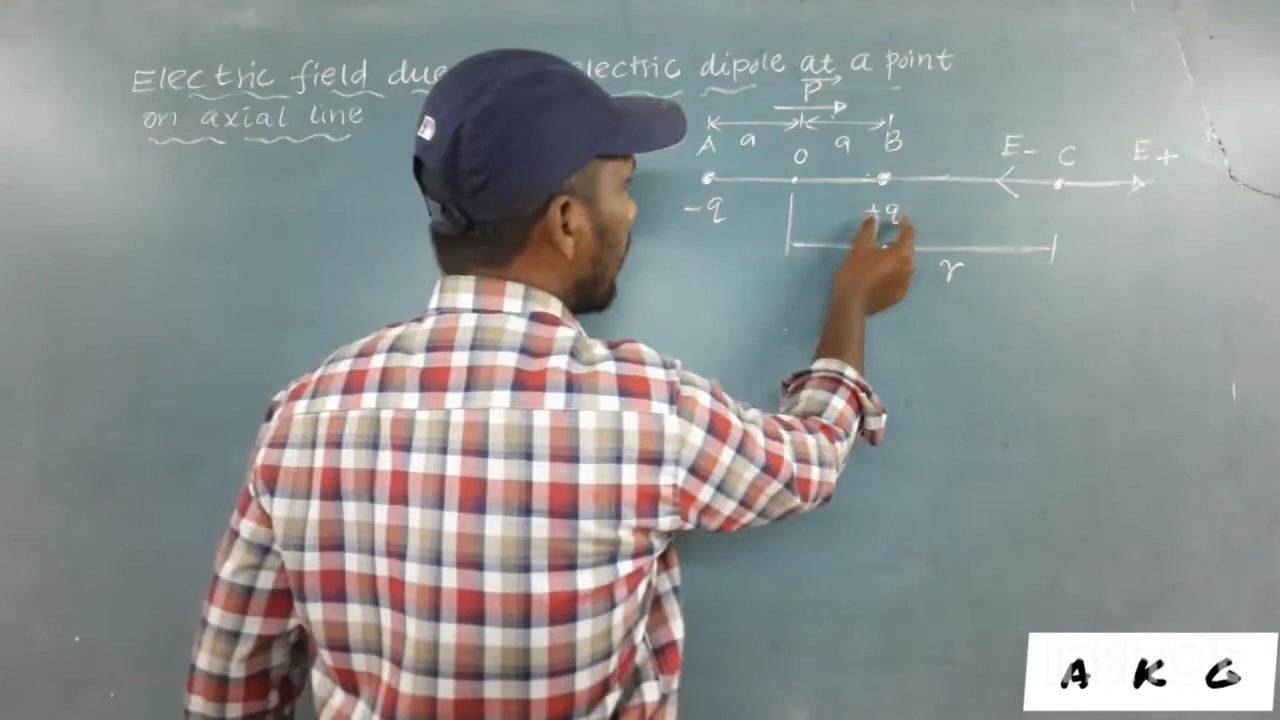 Electric field due electric dipole at a point
on axial line
P
a a
A O B E- C E+
-q +q
r
A K G